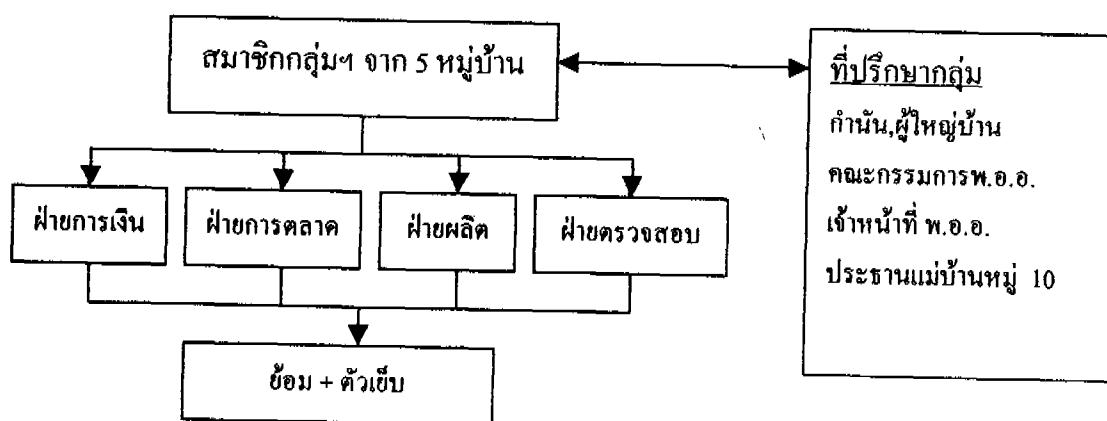 สมาชิกกลุ่มฯ จาก 5 หมู่บ้าน
ที่ปรึกษากลุ่ม
กำนัน,ผู้ใหญ่บ้าน
คณะกรรมการพ.อ.อ.
เจ้าหน้าที่ พ.อ.อ.
ประธานแม่บ้านหมู่ 10
ฝ่ายการเงิน
ฝ่ายการตลาด
ฝ่ายผลิต
ฝ่ายตรวจสอบ
ย้อม + ตัวเย็บ